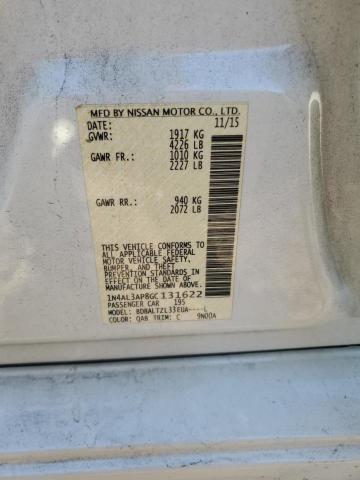 MFD BY NISSAN MOTOR CO., LTD.
DATE: 11/15
GVWR: 1917 KG
4226 LB
GAWR FR.: 1010 KG
2227 LB
GAWR RR.: 940 KG
2072 LB
THIS VEHICLE CONFORMS TO
ALL APPLICABLE FEDERAL
MOTOR VEHICLE SAFETY,
BUMPER, AND THEFT
PREVENTION STANDARDS IN
EFFECT ON THE DATE OF
MANUFACTURE SHOWN ABOVE.
1N4AL3AP8GC131622
PASSENGER CAR 195
MODEL: BDBALTZL33EUA----L
COLOR: QAB TRIM: C 9N00A